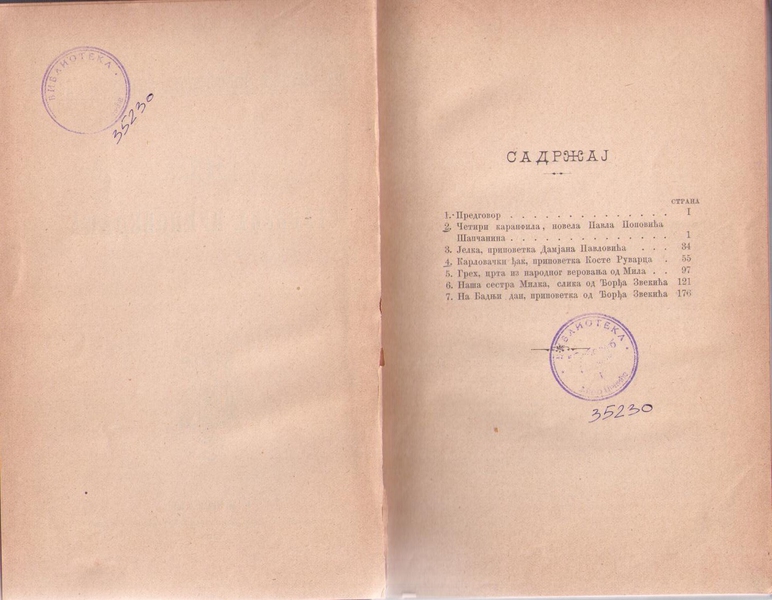 БИБЛИОТЕКА
35230
САДРЖАЈ
СТРАНА
1. Предговор . . . . . . . . . . . . . . I
2. Четири каранфила, новела Павла Поповића
Шапчанина . . . . . . . . . . . . . . 1
3. Јелка, приповетка Дамјана Павловића . . . 34
4. Карловачки ђак, приповетка Косте Руварца . 55
5. Грех, црта из народног веровања од Мила . . 97
6. Наша сестра Милка, слика од Ђорђа Звекића 121
7. На Бадњи дан, приповетка од Ђорђа Звекића 176
БИБЛИОТЕКА
35230